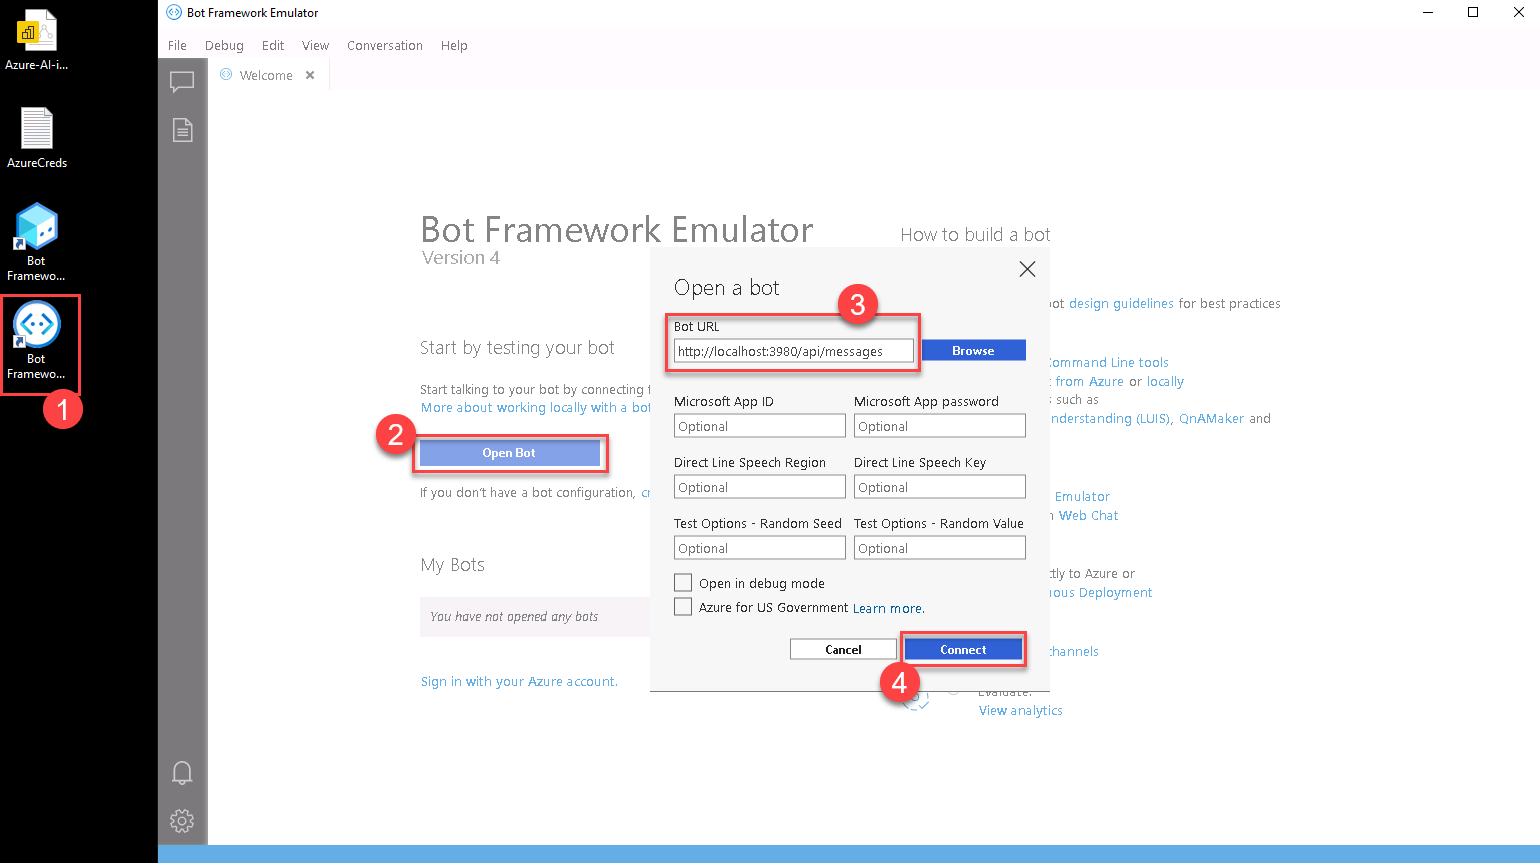 Azure-AI-i...
AzureCreds
Bot
Framewo...
Bot
Framewo...
1
Bot Framework Emulator
File Debug Edit View Conversation Help
Welcome
Bot Framework Emulator
Version 4
Start by testing your bot
Start talking to your bot by connecting
More about working locally with a bot
2
Open Bot
If you don't have a bot configuration,
My Bots
You have not opened any bots
Sign in with your Azure account.
How to build a bot
design guidelines for best practices
Command Line tools
from Azure or locally
such as
(LUIS), QnAMaker and
Emulator
Web Chat
to Azure or
Deployment
Evaluate.
View analytics
Open a bot
3
Bot URL
http://localhost:3980/api/messages
Browse
Microsoft App ID Microsoft App password
Optional Optional
Direct Line Speech Region Direct Line Speech Key
Optional Optional
Test Options - Random Seed Test Options - Random Value
Optional Optional
Open in debug mode
Azure for US Government Learn more.
Cancel Connect
4